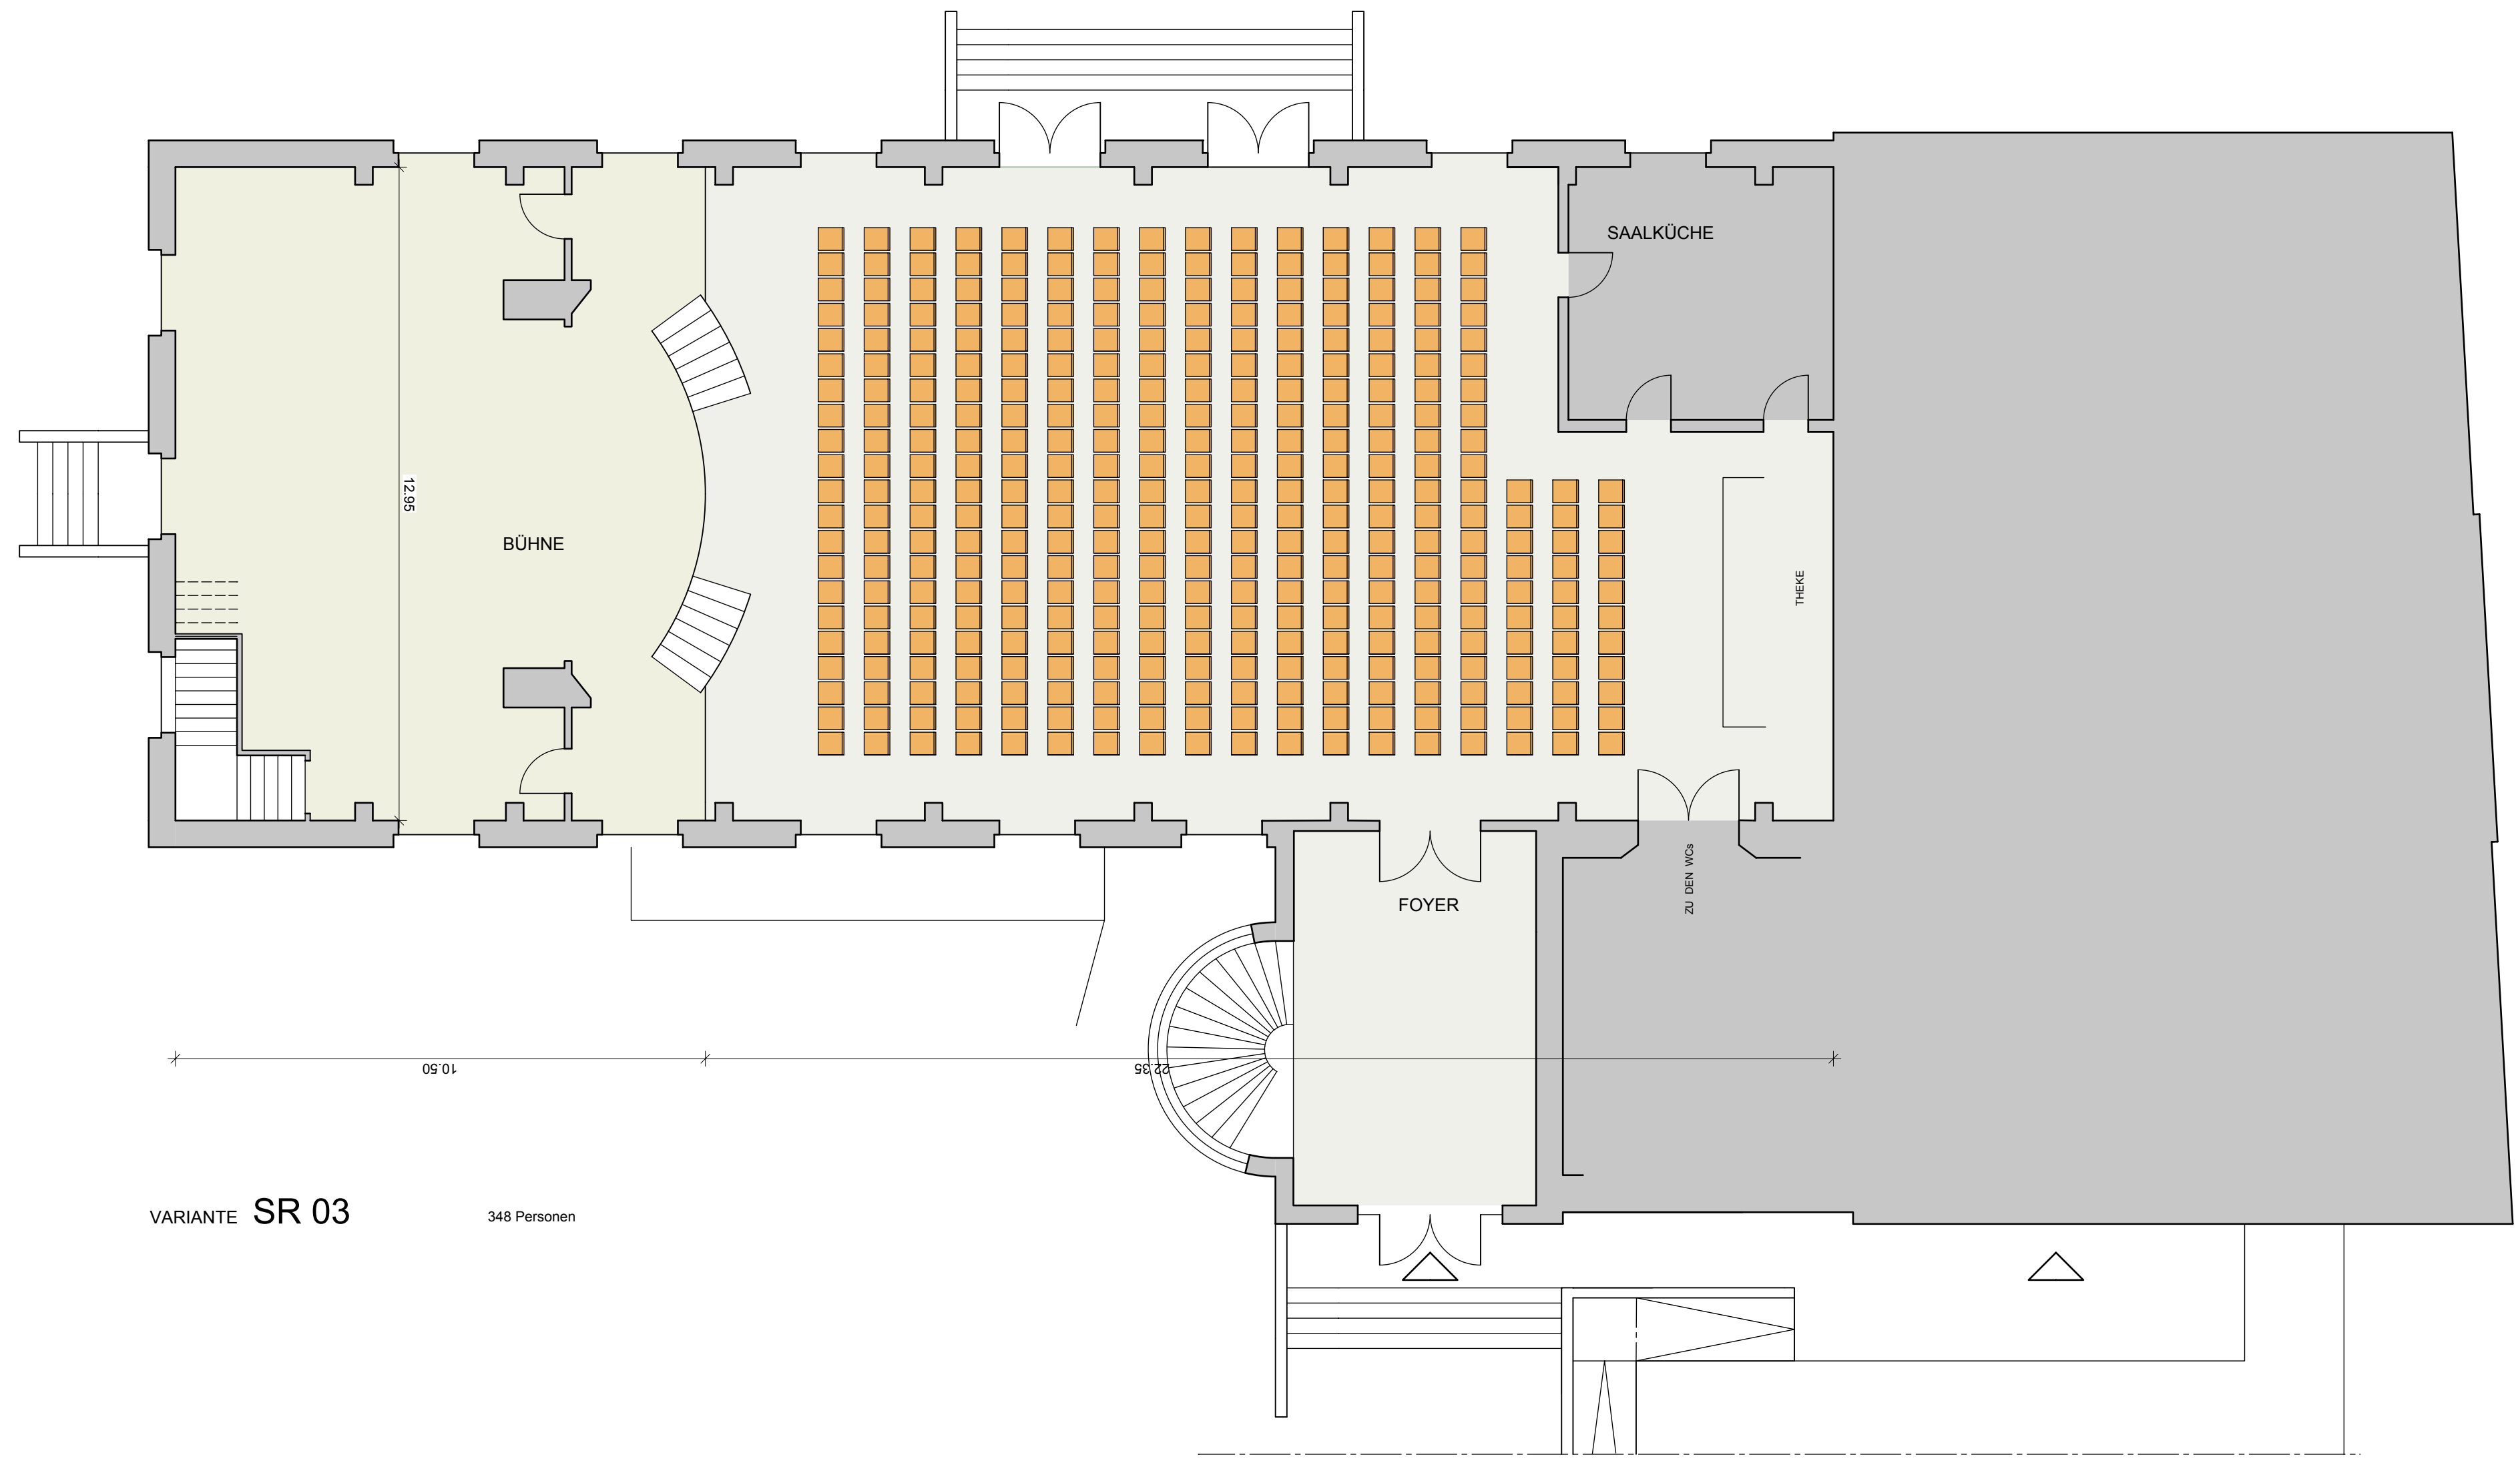 SAALKÜCHE
12.95
BÜHNE
THEKE
ZU DEN WCs
FOYER
10.50
22.35
VARIANTE SR 03
348 Personen